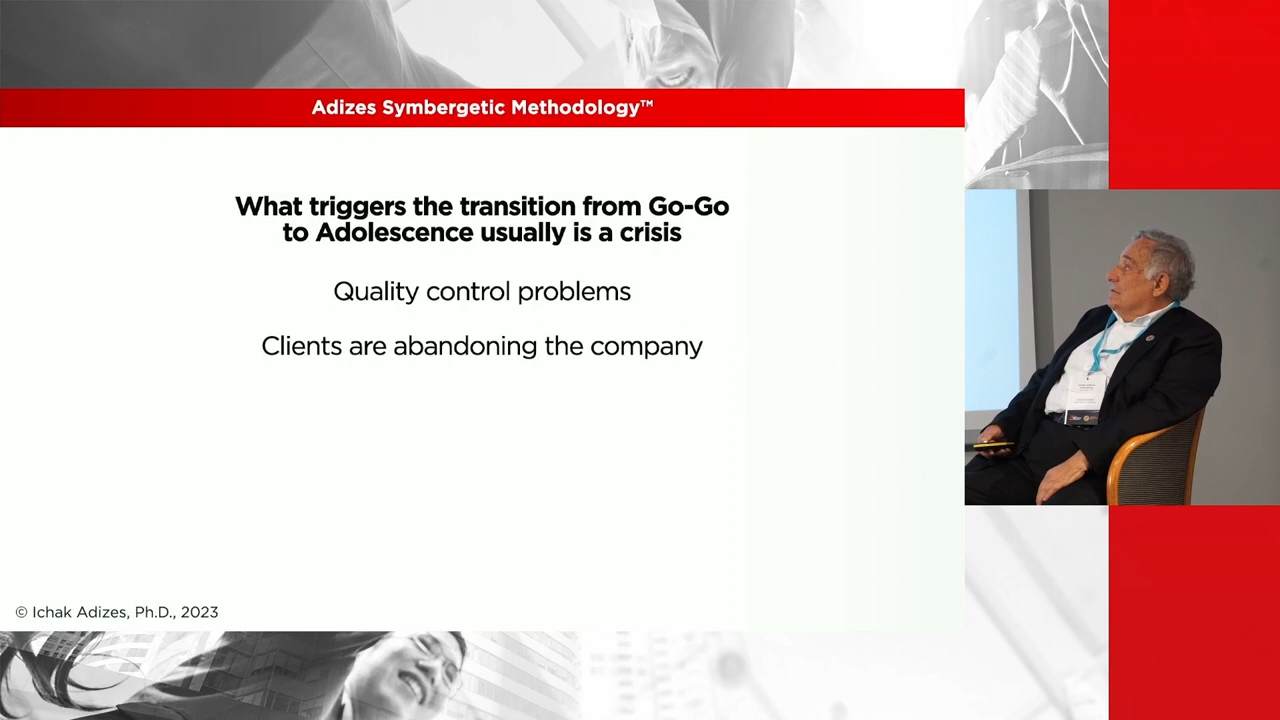 Adizes Symbergetic Methodology™
What triggers the transition from Go-Go
to Adolescence usually is a crisis
Quality control problems
Clients are abandoning the company
© Ichak Adizes, Ph.D., 2023